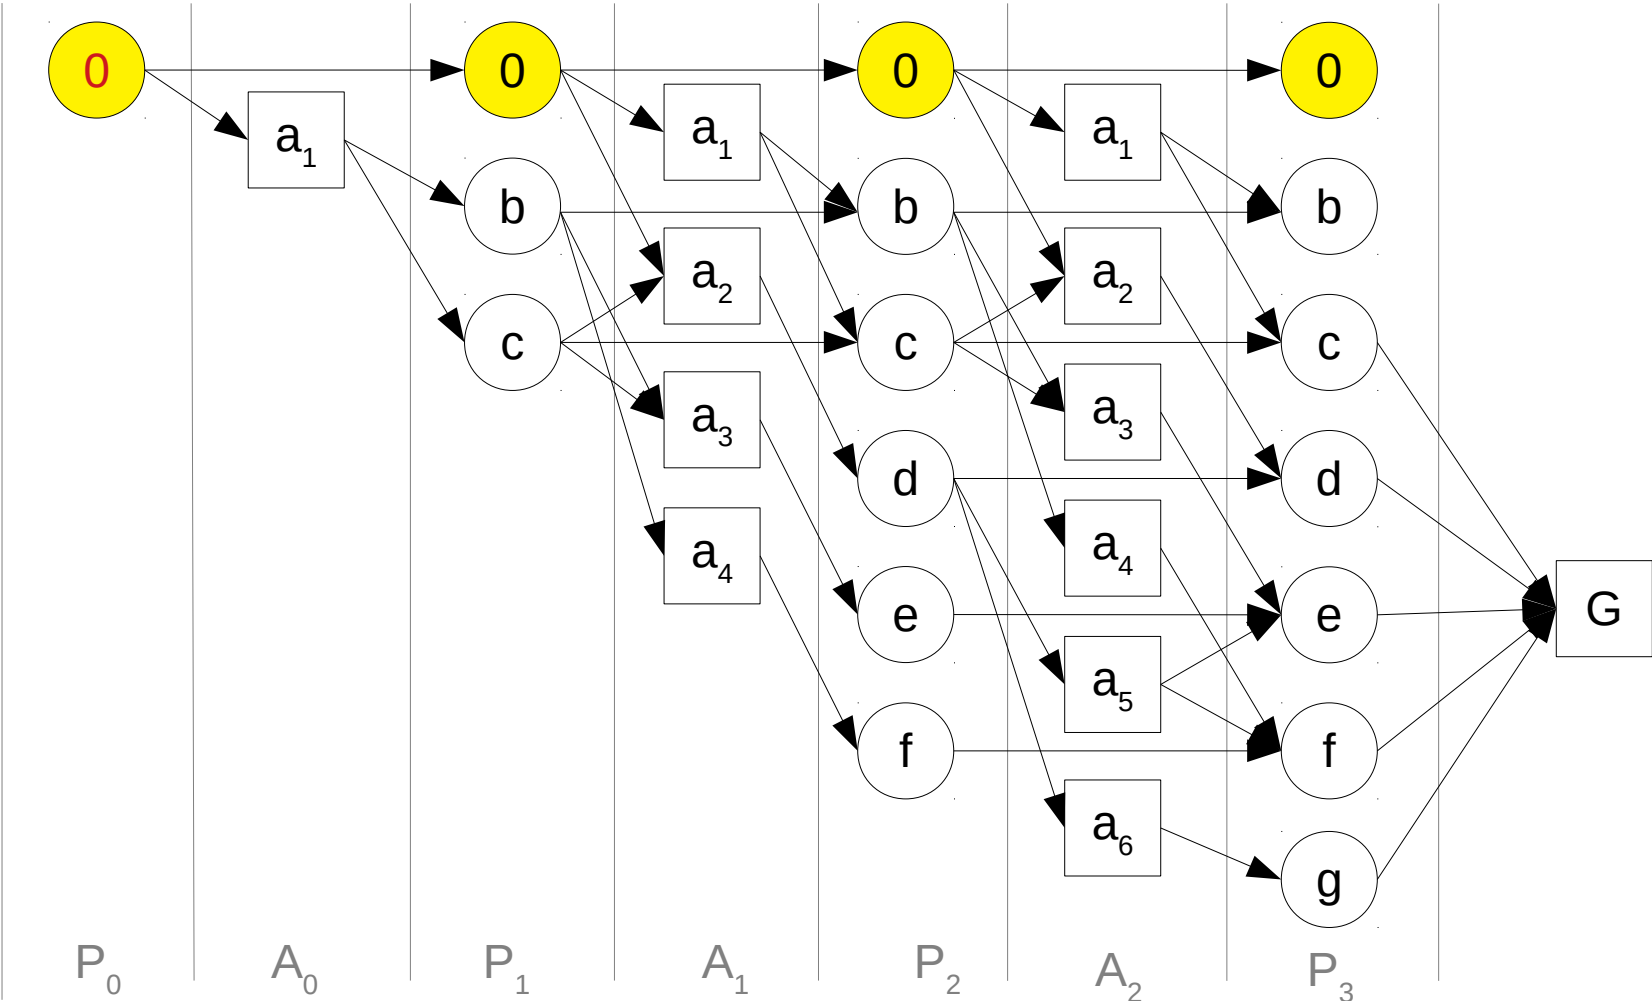 0 0 0 0
a1 a1 a1
b b b
a2 a2
c c c
a3 a3
d d
a4 a4
e e G
a5
f f
a6
g
P0 A0 P1 A1 P2 A2 P3